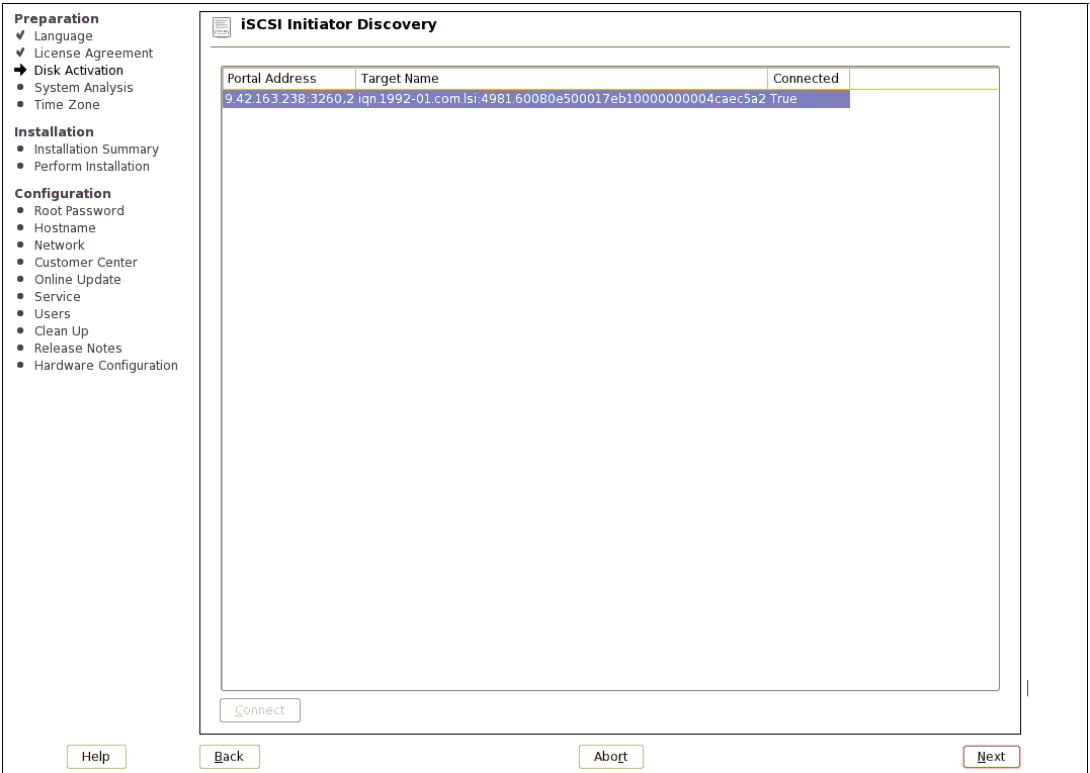 Preparation
Language
License Agreement
Disk Activation
System Analysis
Time Zone
Installation
Installation Summary
Perform Installation
Configuration
Root Password
Hostname
Network
Customer Center
Online Update
Service
Users
Clean Up
Release Notes
Hardware Configuration
iSCSI Initiator Discovery
Portal Address Target Name Connected
9.42.163.238:3260,2 iqn.1992-01.com.lsi:4981.60080e500017eb10000000004caec5a2 True
Connect
Help Back Abort Next